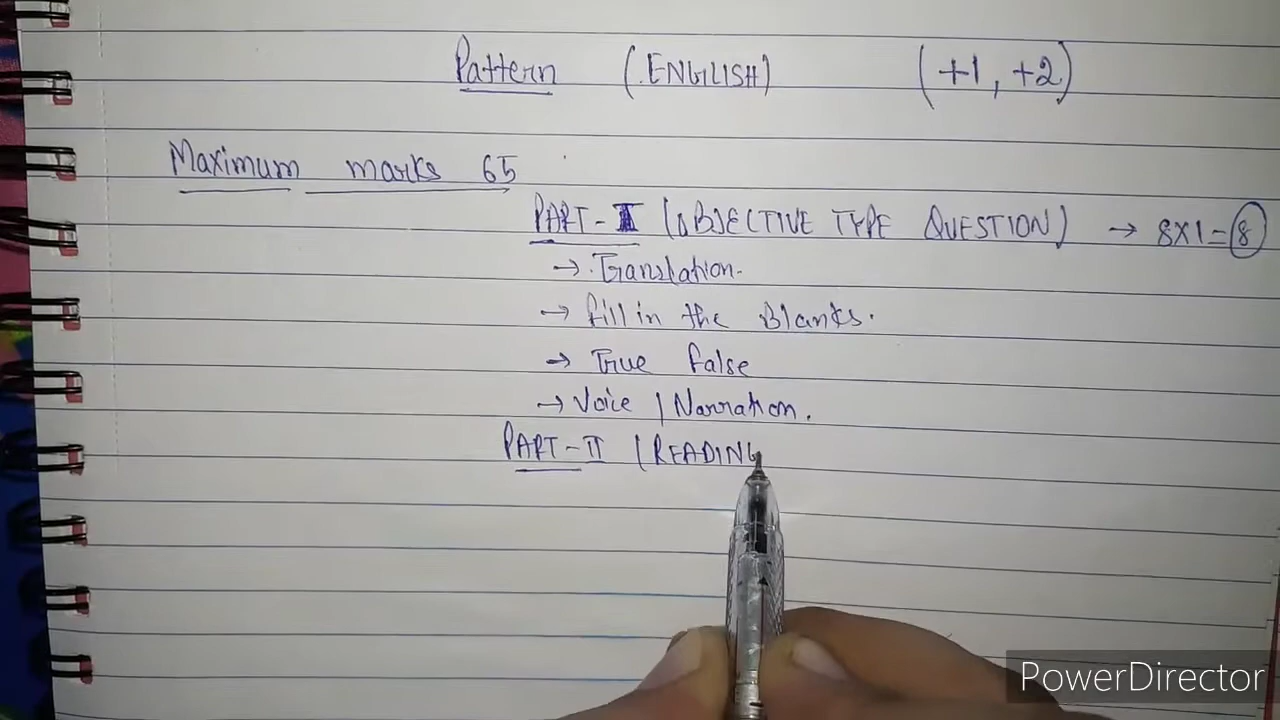 Pattern (ENGLISH) (+1, +2)
Maximum marks 65
PART-I (OBJECTIVE TYPE QUESTION) → 8x1=8
→ Translation.
→ fill in the Blanks.
→ True false
→ Voice | Narration.
PART-II (READING
PowerDirector